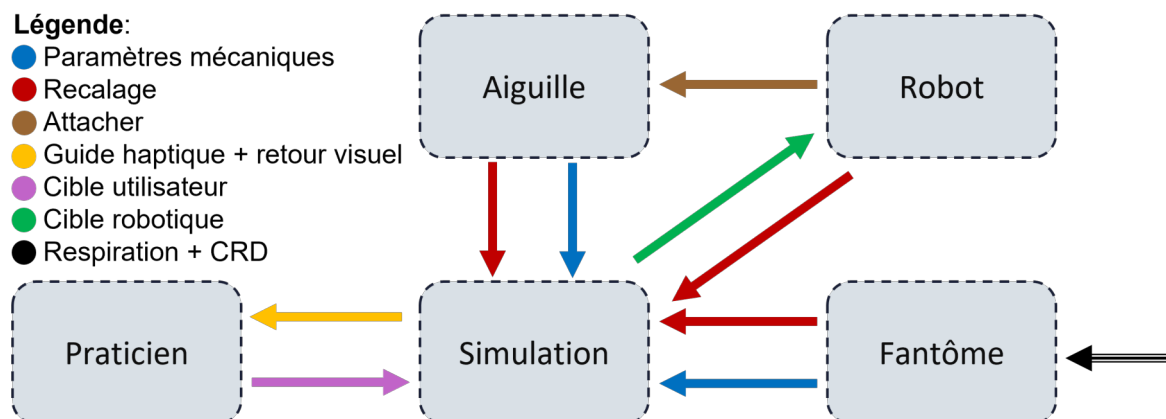 Légende:
Paramètres mécaniques
Recalage
Attacher
Guide haptique + retour visuel
Cible utilisateur
Cible robotique
Respiration + CRD
Aiguille
Robot
Praticien
Simulation
Fantôme